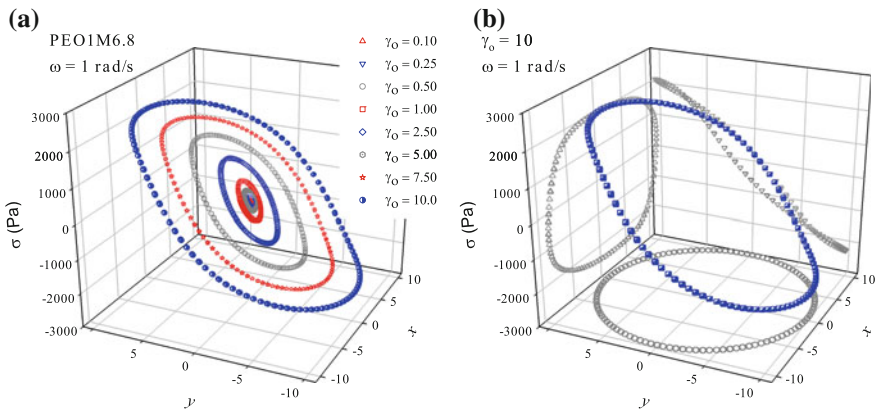 (a)
PEO1M6.8
ω = 1 rad/s
γo = 0.10
γo = 0.25
γo = 0.50
γo = 1.00
γo = 2.50
γo = 5.00
γo = 7.50
γo = 10.0
3000
2000
1000
0
-1000
-2000
-3000
σ (Pa)
5
0
-5
-10
y
10
5
0
-5
-10
x
(b)
γo = 10
ω = 1 rad/s
3000
2000
1000
0
-1000
-2000
-3000
σ (Pa)
5
0
-5
-10
y
10
5
0
-5
-10
x